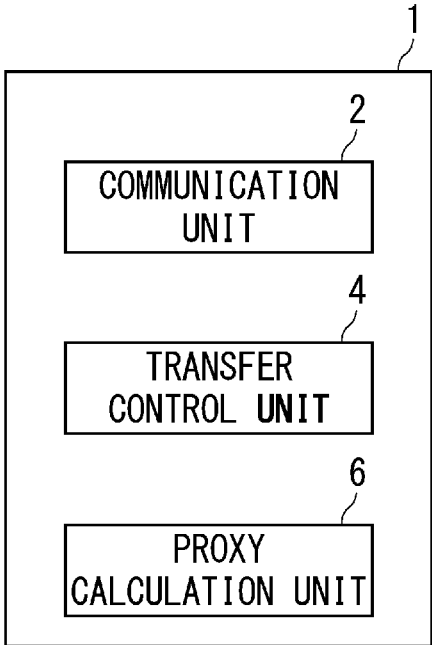 1
2
COMMUNICATION
UNIT
4
TRANSFER
CONTROL UNIT
6
PROXY
CALCULATION UNIT